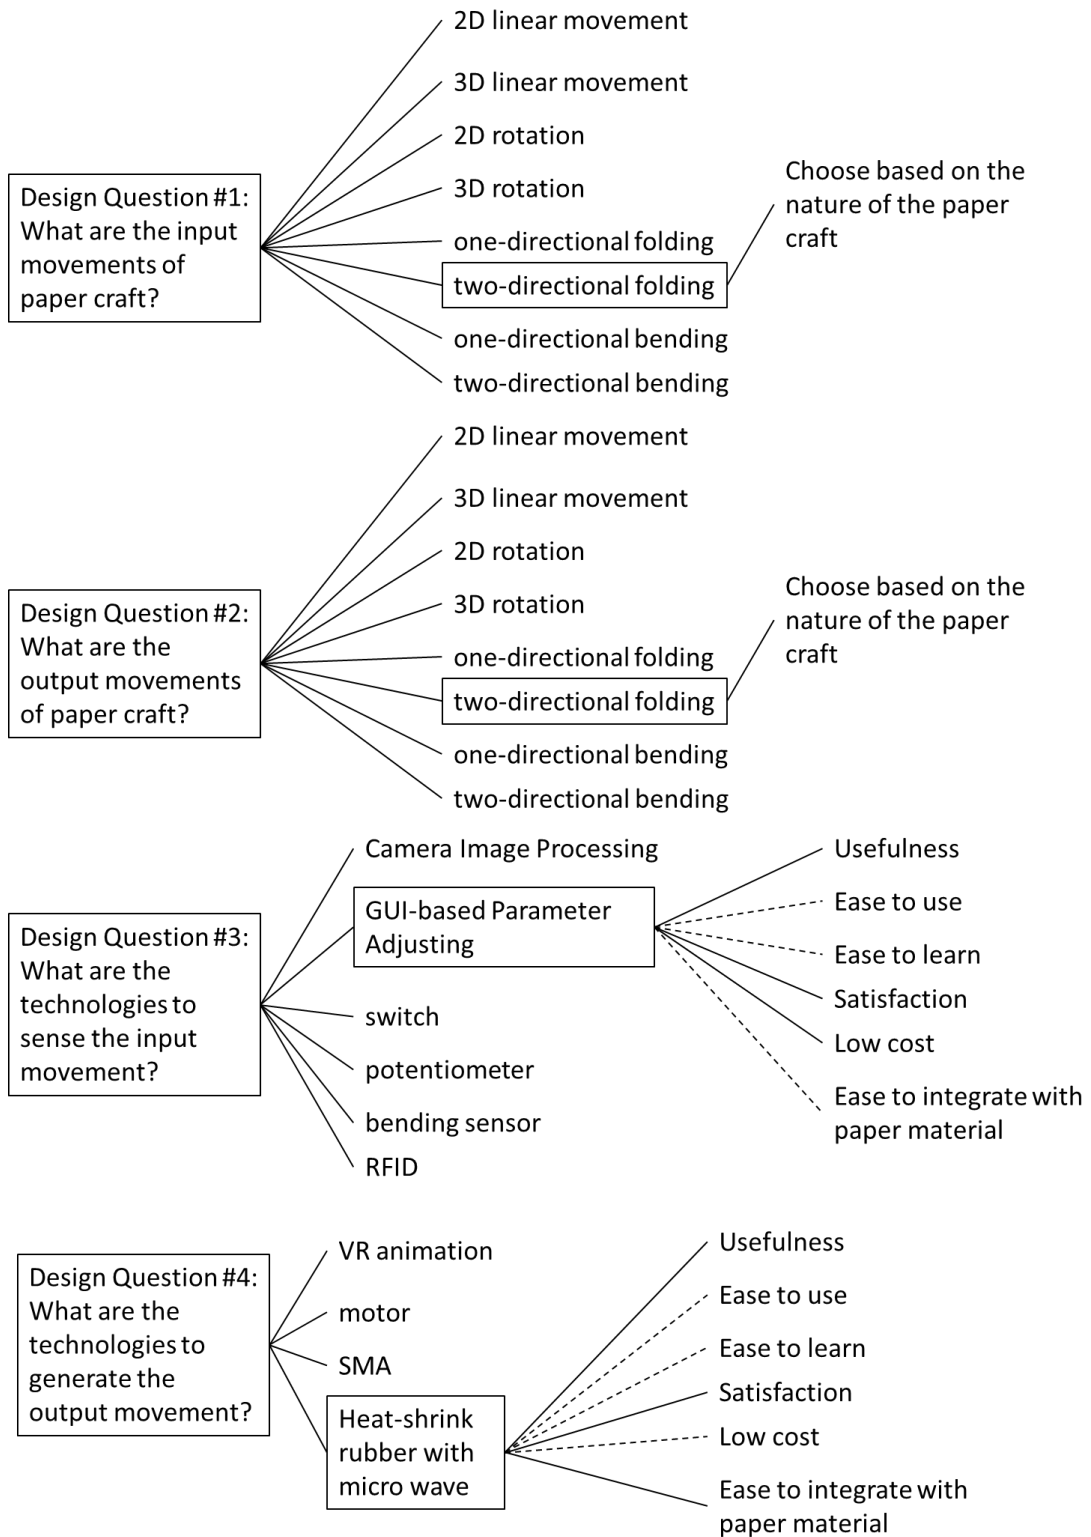 Design Question #1:
What are the input
movements of
paper craft?
2D linear movement
3D linear movement
2D rotation
3D rotation
one-directional folding
two-directional folding
one-directional bending
two-directional bending
Choose based on the
nature of the paper
craft
Design Question #2:
What are the
output movements
of paper craft?
2D linear movement
3D linear movement
2D rotation
3D rotation
one-directional folding
two-directional folding
one-directional bending
two-directional bending
Choose based on the
nature of the paper
craft
Design Question #3:
What are the
technologies to
sense the input
movement?
Camera Image Processing
GUI-based Parameter
Adjusting
switch
potentiometer
bending sensor
RFID
Usefulness
Ease to use
Ease to learn
Satisfaction
Low cost
Ease to integrate with
paper material
Design Question #4:
What are the
technologies to
generate the
output movement?
VR animation
motor
SMA
Heat-shrink
rubber with
micro wave
Usefulness
Ease to use
Ease to learn
Satisfaction
Low cost
Ease to integrate with
paper material